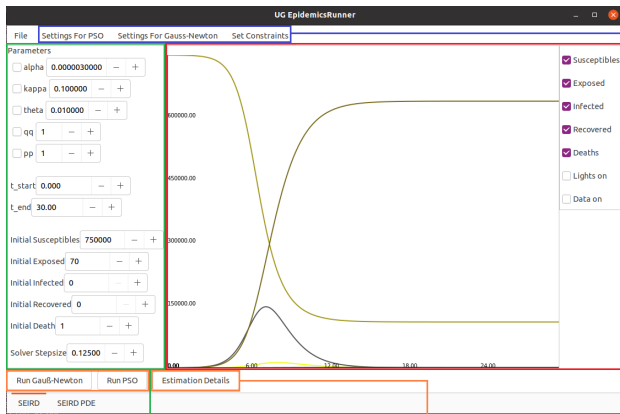 UG EpidemicsRunner
File Settings For PSO Settings For Gauss-Newton Set Constraints
Parameters
alpha 0.0000030000 − +
kappa 0.100000 − +
theta 0.010000 − +
qq 1 − +
pp 1 − +
t_start 0.000 − +
t_end 30.00 − +
Initial Susceptibles 750000 − +
Initial Exposed 70 − +
Initial Infected 0 − +
Initial Recovered 0 − +
Initial Death 1 − +
Solver Stepsize 0.12500 − +
600000.00
450000.00
300000.00
150000.00
0.00 6.00 12.00 18.00 24.00
Susceptibles
Exposed
Infected
Recovered
Deaths
Lights on
Data on
Run Gauß-Newton Run PSO Estimation Details
SEIRD SEIRD PDE